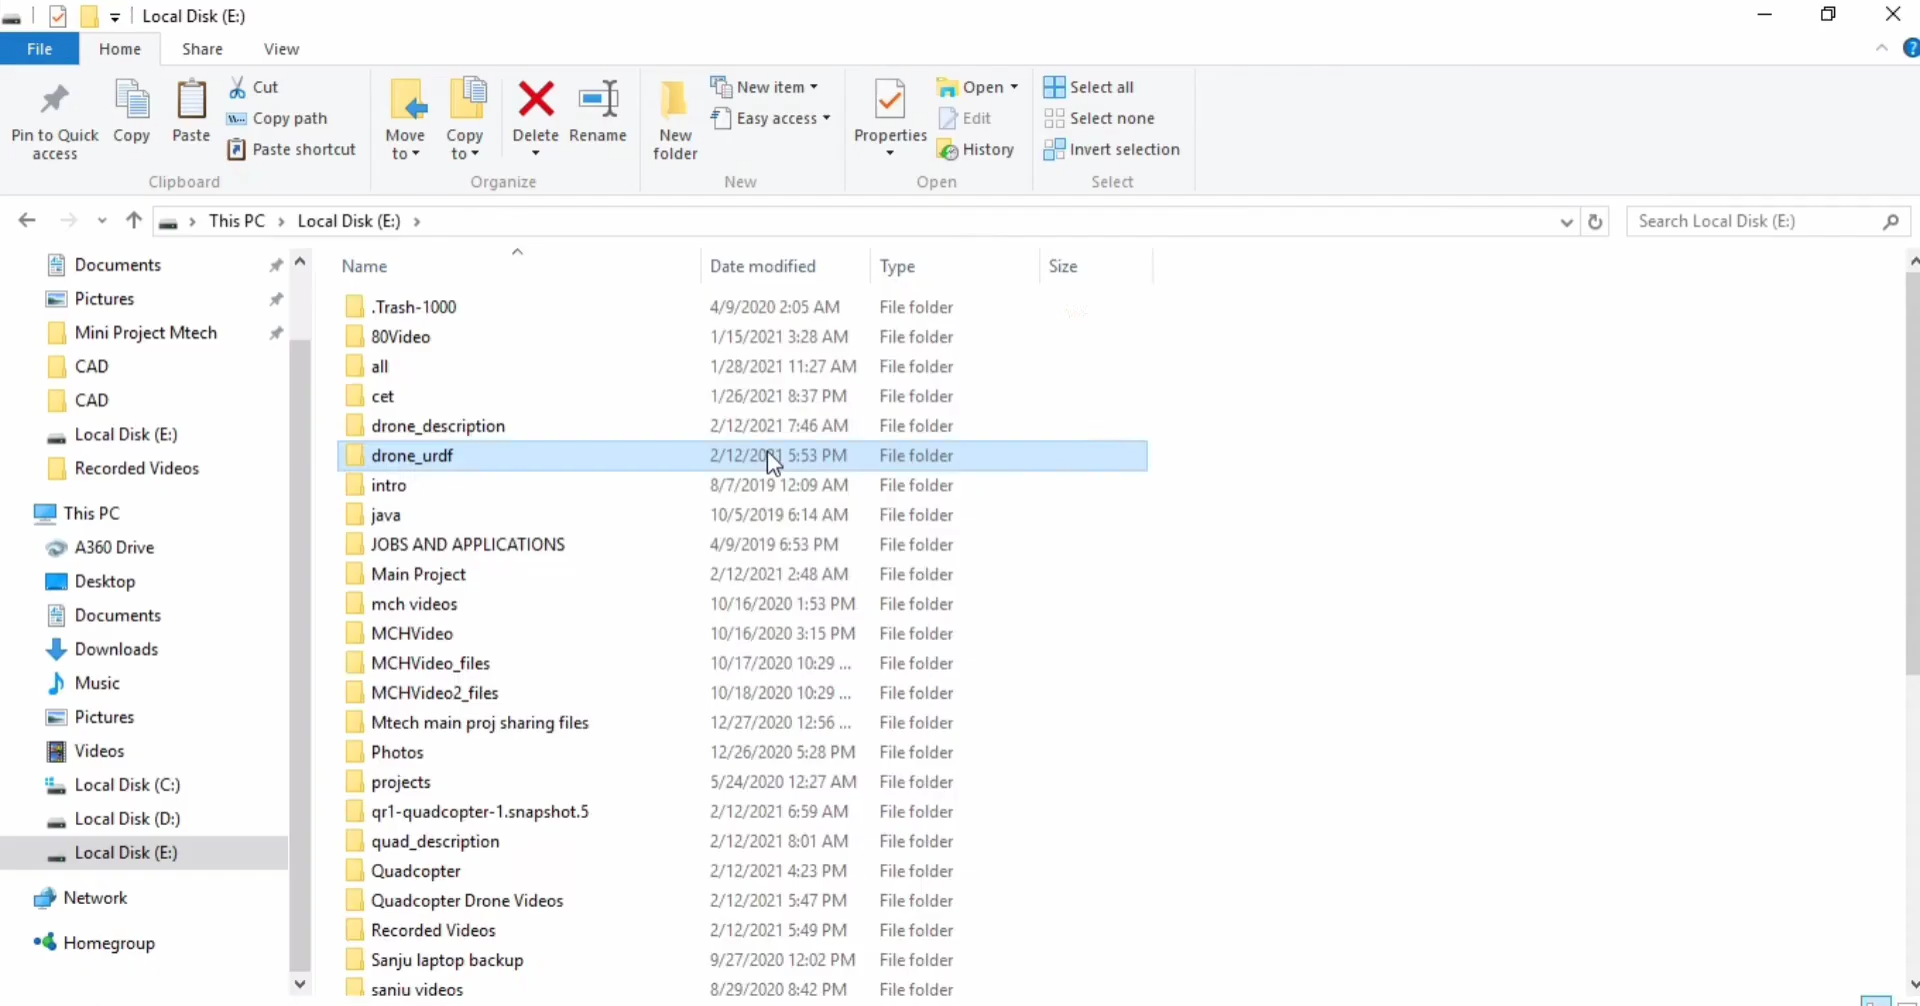 Local Disk (E:)
File Home Share View
Pin to Quick access
Copy
Paste
Cut
Copy path
Paste shortcut
Clipboard
Move to
Copy to
Delete
Rename
Organize
New folder
New item
Easy access
New
Properties
Open
Edit
History
Open
Select all
Select none
Invert selection
Select
This PC Local Disk (E:)
Search Local Disk (E:)
Documents
Pictures
Mini Project Mtech
CAD
CAD
Local Disk (E:)
Recorded Videos
This PC
A360 Drive
Desktop
Documents
Downloads
Music
Pictures
Videos
Local Disk (C:)
Local Disk (D:)
Local Disk (E:)
Network
Homegroup
Name Date modified Type Size
.Trash-1000 4/9/2020 2:05 AM File folder
80Video 1/15/2021 3:28 AM File folder
all 1/28/2021 11:27 AM File folder
cet 1/26/2021 8:37 PM File folder
drone_description 2/12/2021 7:46 AM File folder
drone_urdf 2/12/2021 5:53 PM File folder
intro 8/7/2019 12:09 AM File folder
java 10/5/2019 6:14 AM File folder
JOBS AND APPLICATIONS 4/9/2019 6:53 PM File folder
Main Project 2/12/2021 2:48 AM File folder
mch videos 10/16/2020 1:53 PM File folder
MCHVideo 10/16/2020 3:15 PM File folder
MCHVideo_files 10/17/2020 10:29 ... File folder
MCHVideo2_files 10/18/2020 10:29 ... File folder
Mtech main proj sharing files 12/27/2020 12:56 ... File folder
Photos 12/26/2020 5:28 PM File folder
projects 5/24/2020 12:27 AM File folder
qr1-quadcopter-1.snapshot.5 2/12/2021 6:59 AM File folder
quad_description 2/12/2021 8:01 AM File folder
Quadcopter 2/12/2021 4:23 PM File folder
Quadcopter Drone Videos 2/12/2021 5:47 PM File folder
Recorded Videos 2/12/2021 5:49 PM File folder
Sanju laptop backup 9/27/2020 12:02 PM File folder
sanju videos 8/29/2020 8:42 PM File folder